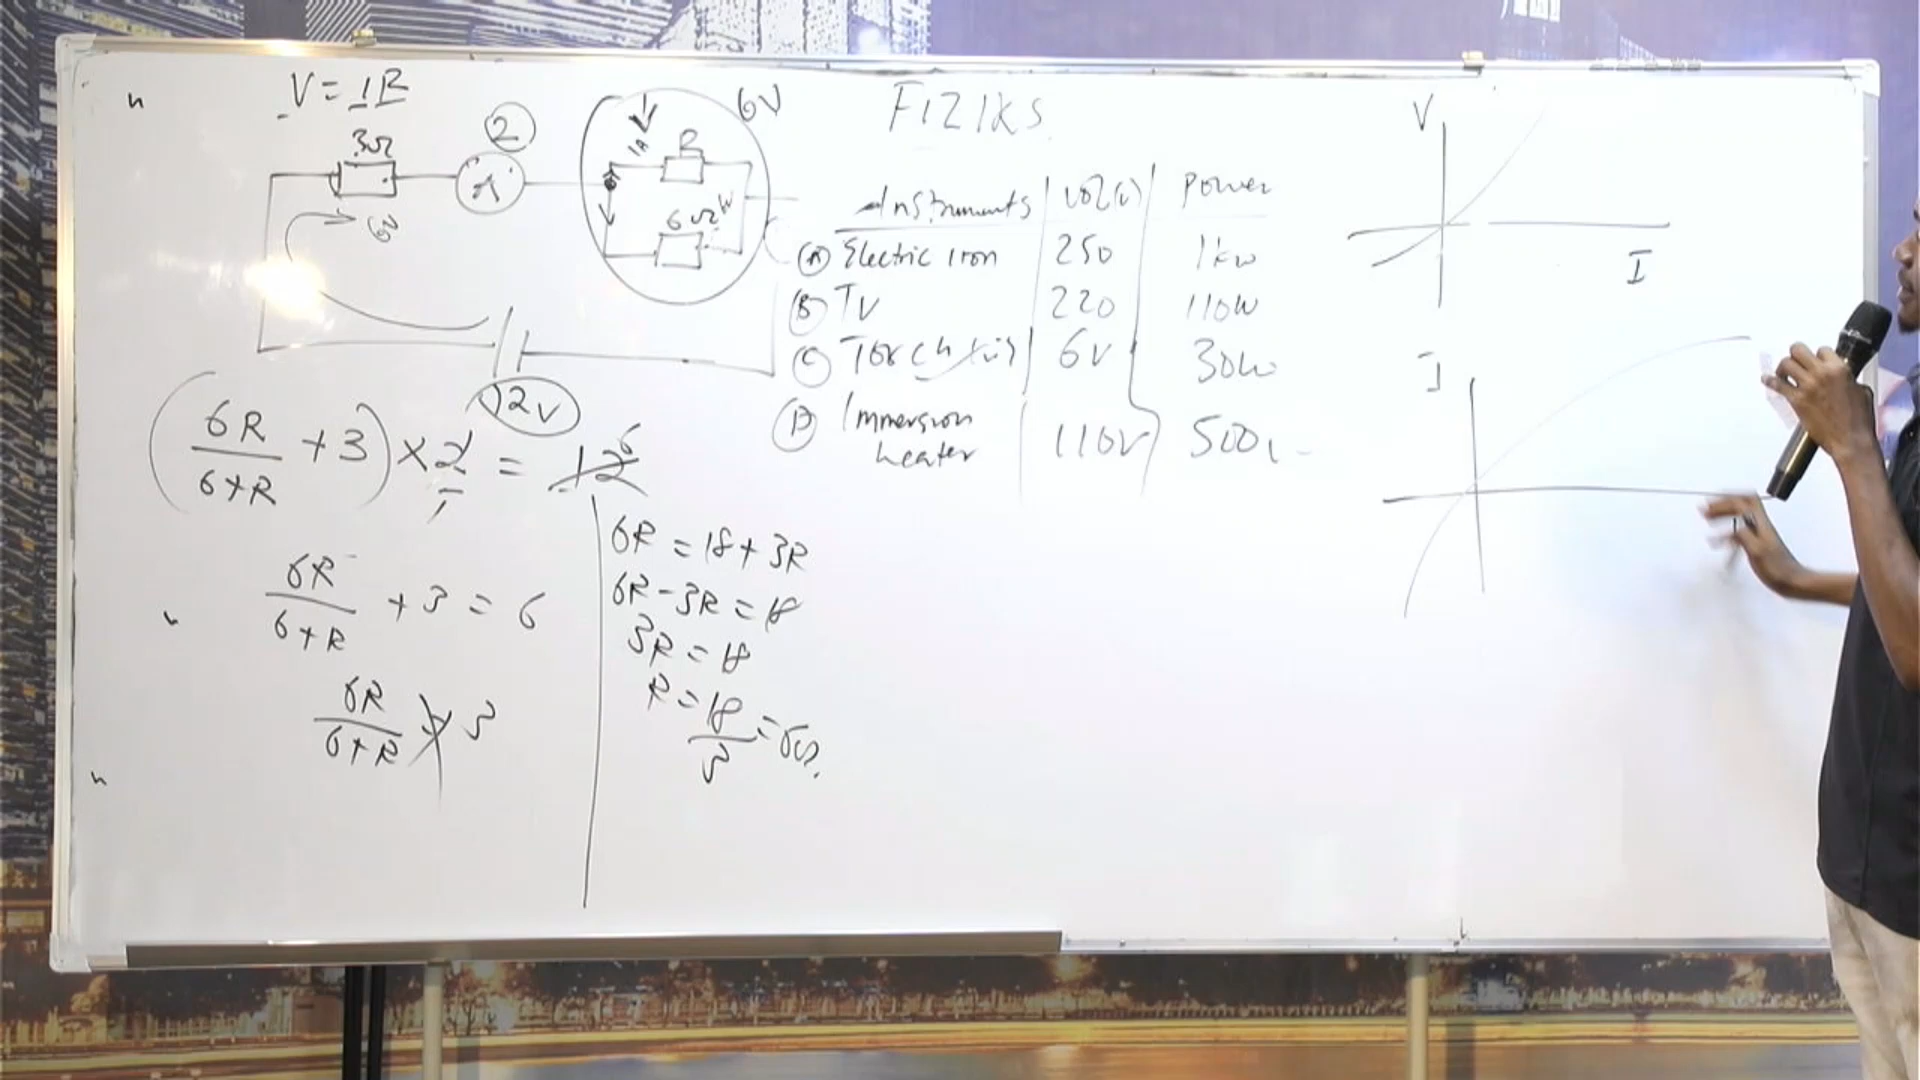 V = IR
3Ω
2
A
1A
R
6V
6Ω
6V
12V
(6R/6+R + 3) × 2 = 12 6
6R/6+R + 3 = 6
6R/6+R 3
6R = 18 + 3R
6R - 3R = 18
3R = 18
R = 18/3 = 6Ω.
FIZIKS
Instruments Vol(v) Power
(A) Electric Iron 250 1kw
(B) TV 220 110w
(C) Torch 6v 30w
(D) Immersion heater 110v 500
V
I
I